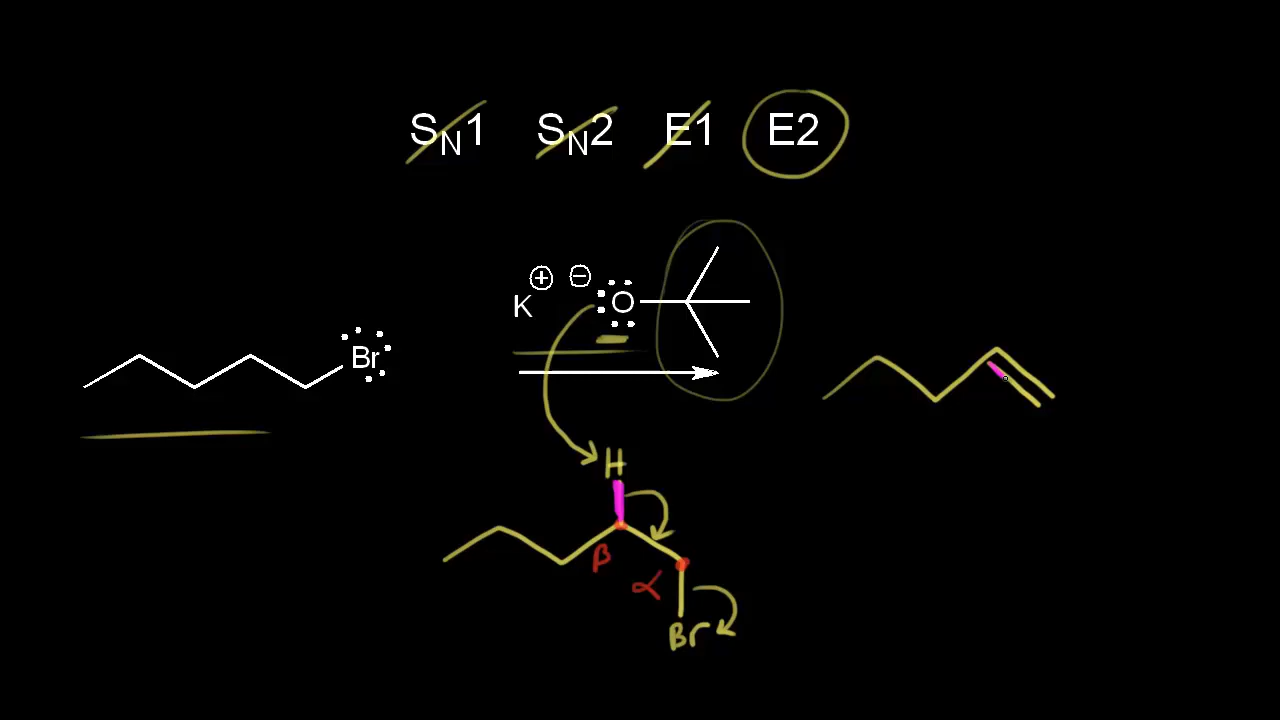 SN1 SN2 E1 E2
K⊕ ⊖ :O
Br
H
β
α
Br